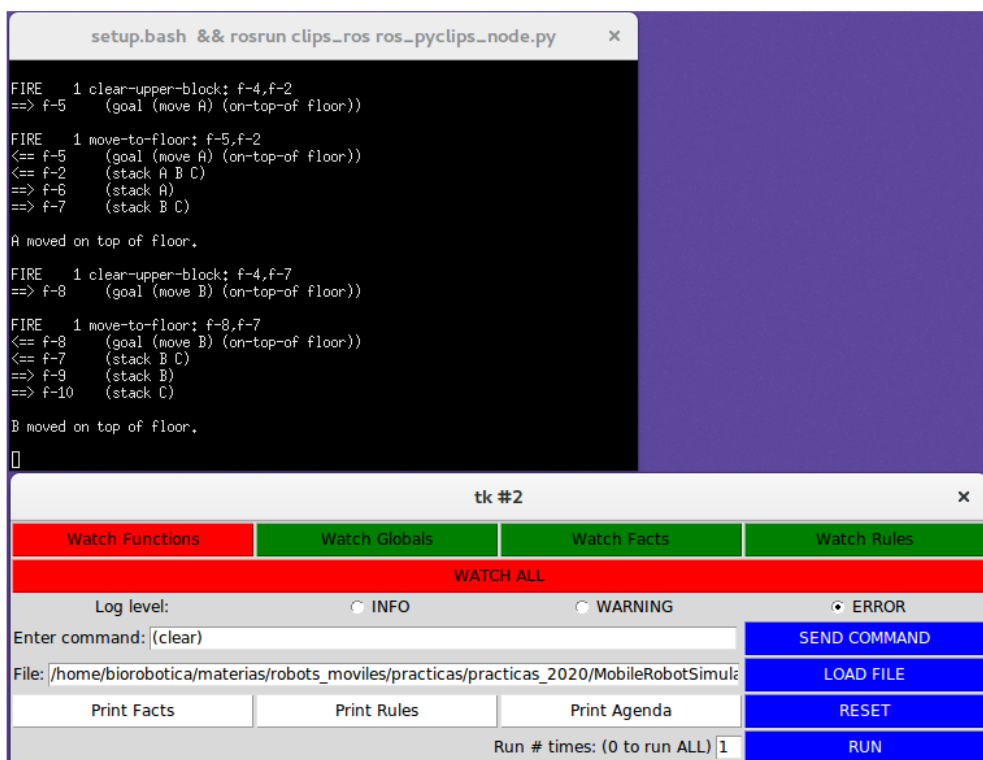 setup.bash && rosrun clips_ros ros_pyclips_node.py ×
FIRE 1 clear-upper-block: f-4,f-2
==> f-5 (goal (move A) (on-top-of floor))
FIRE 1 move-to-floor: f-5,f-2
<== f-5 (goal (move A) (on-top-of floor))
<== f-2 (stack A B C)
==> f-6 (stack A)
==> f-7 (stack B C)
A moved on top of floor.
FIRE 1 clear-upper-block: f-4,f-7
==> f-8 (goal (move B) (on-top-of floor))
FIRE 1 move-to-floor: f-8,f-7
<== f-8 (goal (move B) (on-top-of floor))
<== f-7 (stack B C)
==> f-9 (stack B)
==> f-10 (stack C)
B moved on top of floor.
tk #2 ×
Watch Functions Watch Globals Watch Facts Watch Rules
WATCH ALL
Log level: INFO WARNING ERROR
Enter command: (clear) SEND COMMAND
File: /home/biorobotica/materias/robots_moviles/practicas/practicas_2020/MobileRobotSimula LOAD FILE
Print Facts Print Rules Print Agenda RESET
Run # times: (0 to run ALL) 1 RUN